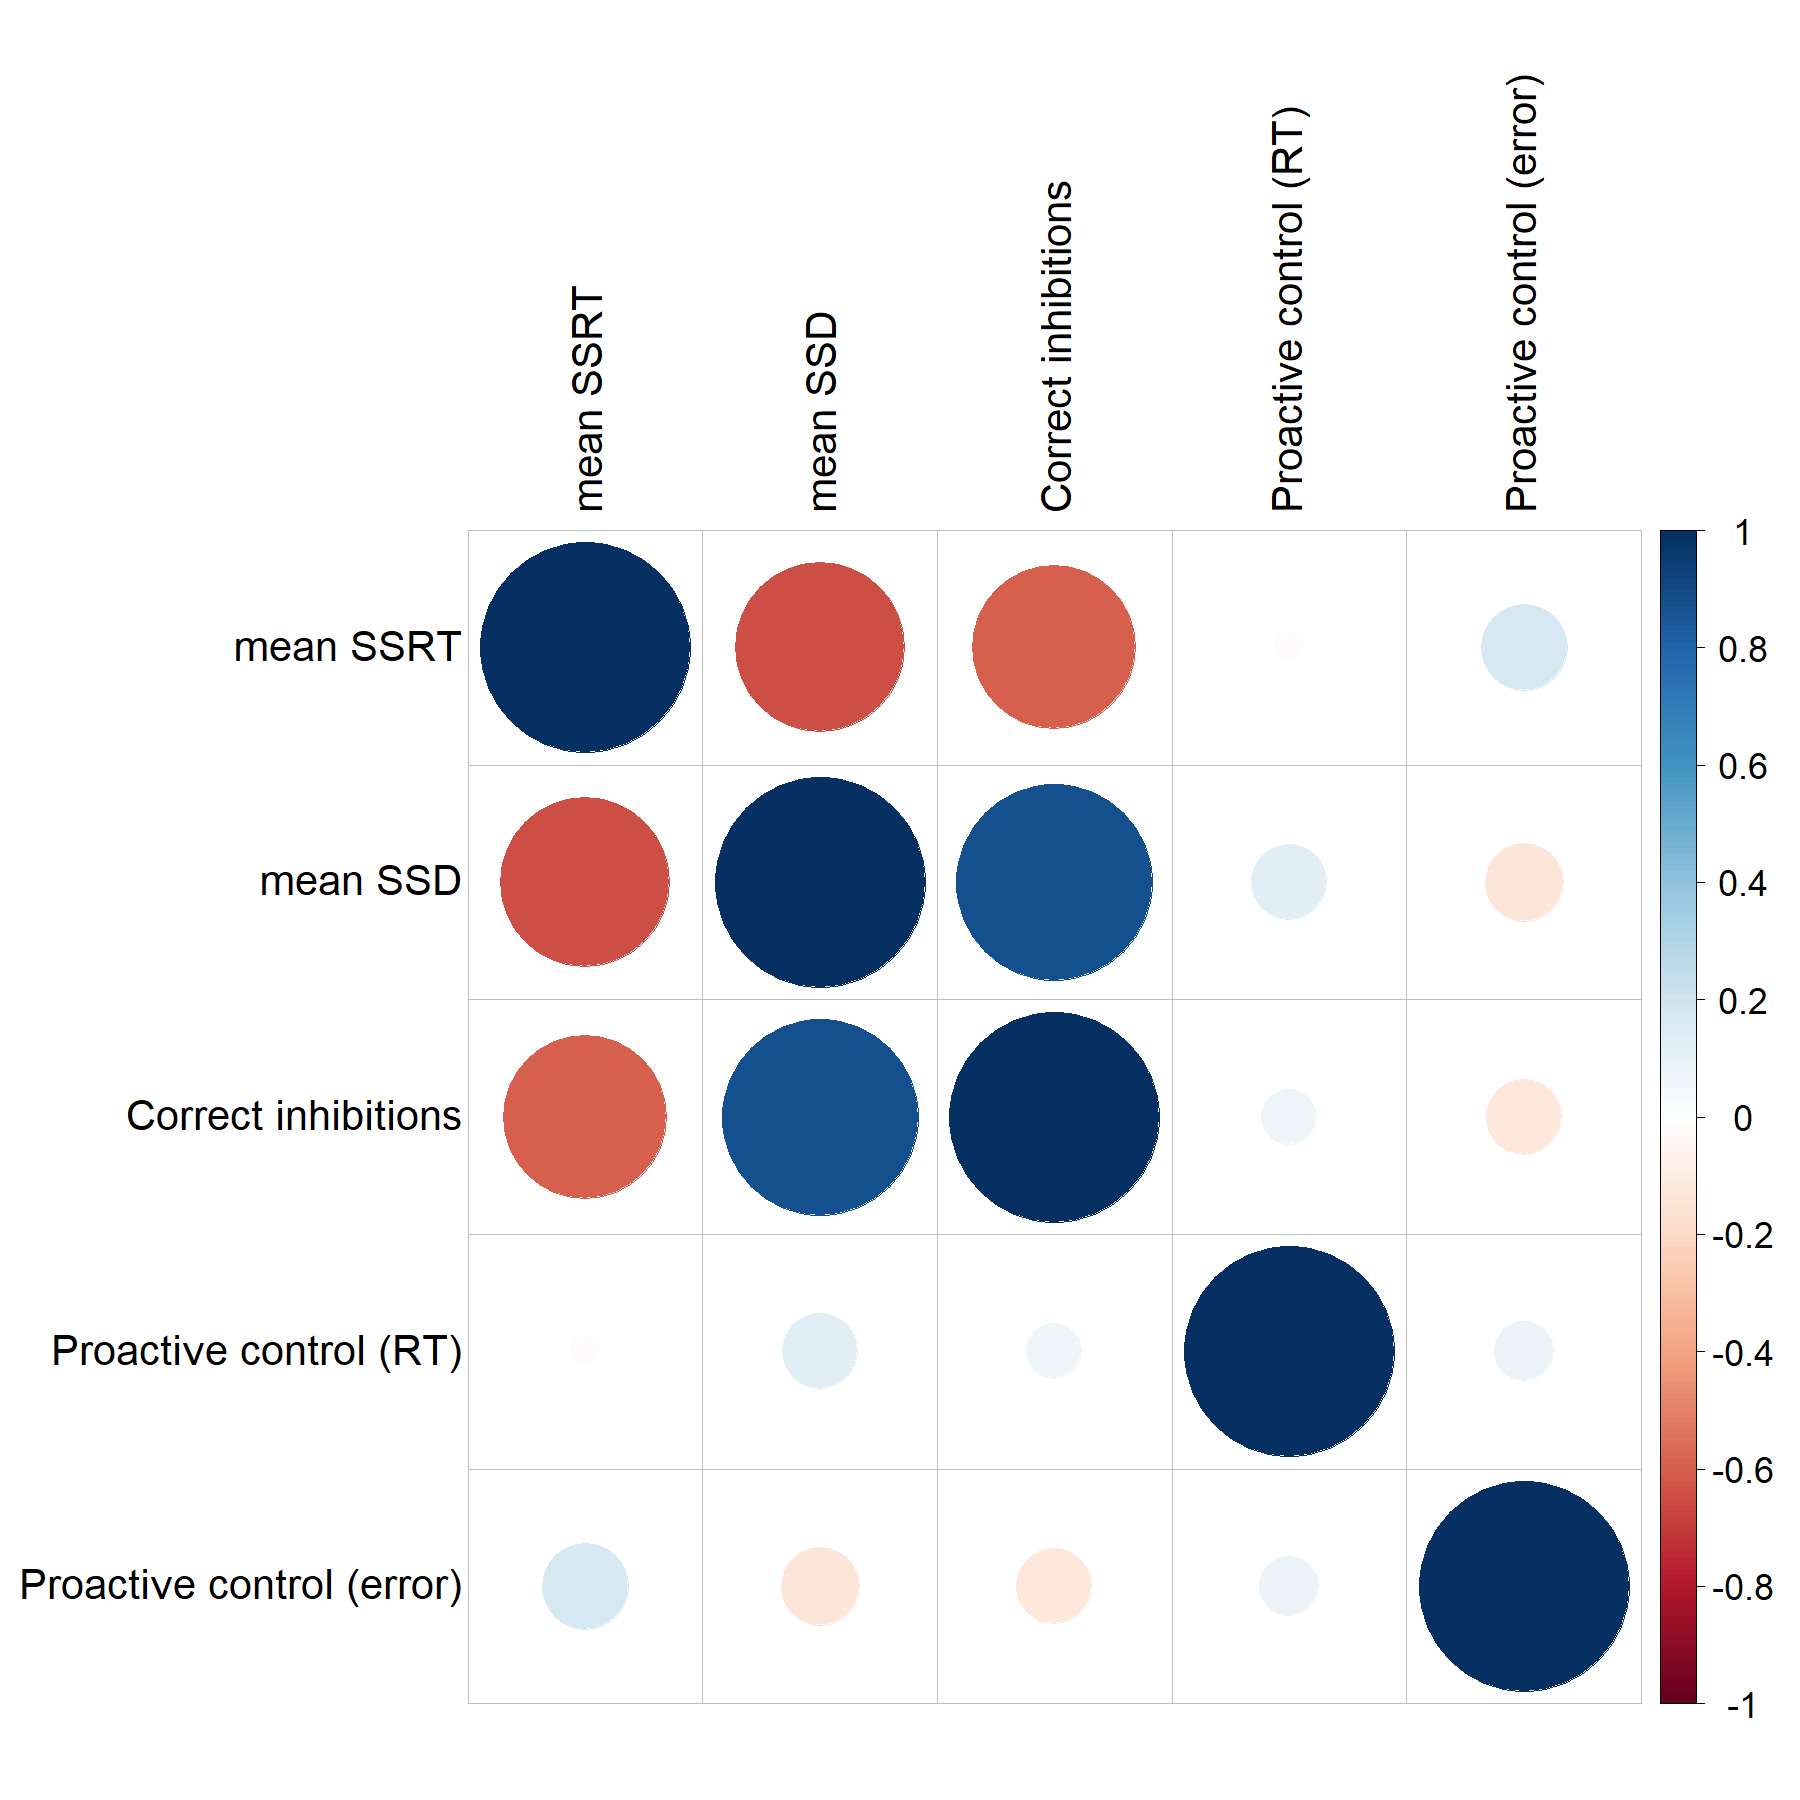 mean SSRT
mean SSD
Correct inhibitions
Proactive control (RT)
Proactive control (error)
mean SSRT
mean SSD
Correct inhibitions
Proactive control (RT)
Proactive control (error)
1
0.8
0.6
0.4
0.2
0
-0.2
-0.4
-0.6
-0.8
-1